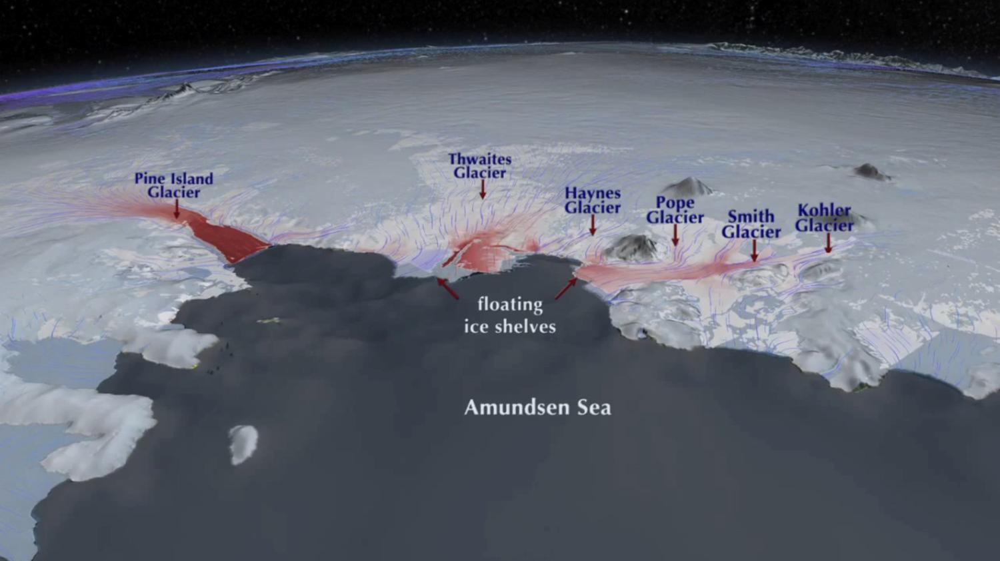 Pine Island
Glacier
Thwaites
Glacier
Haynes
Glacier
Pope
Glacier
Smith
Glacier
Kohler
Glacier
floating
ice shelves
Amundsen Sea